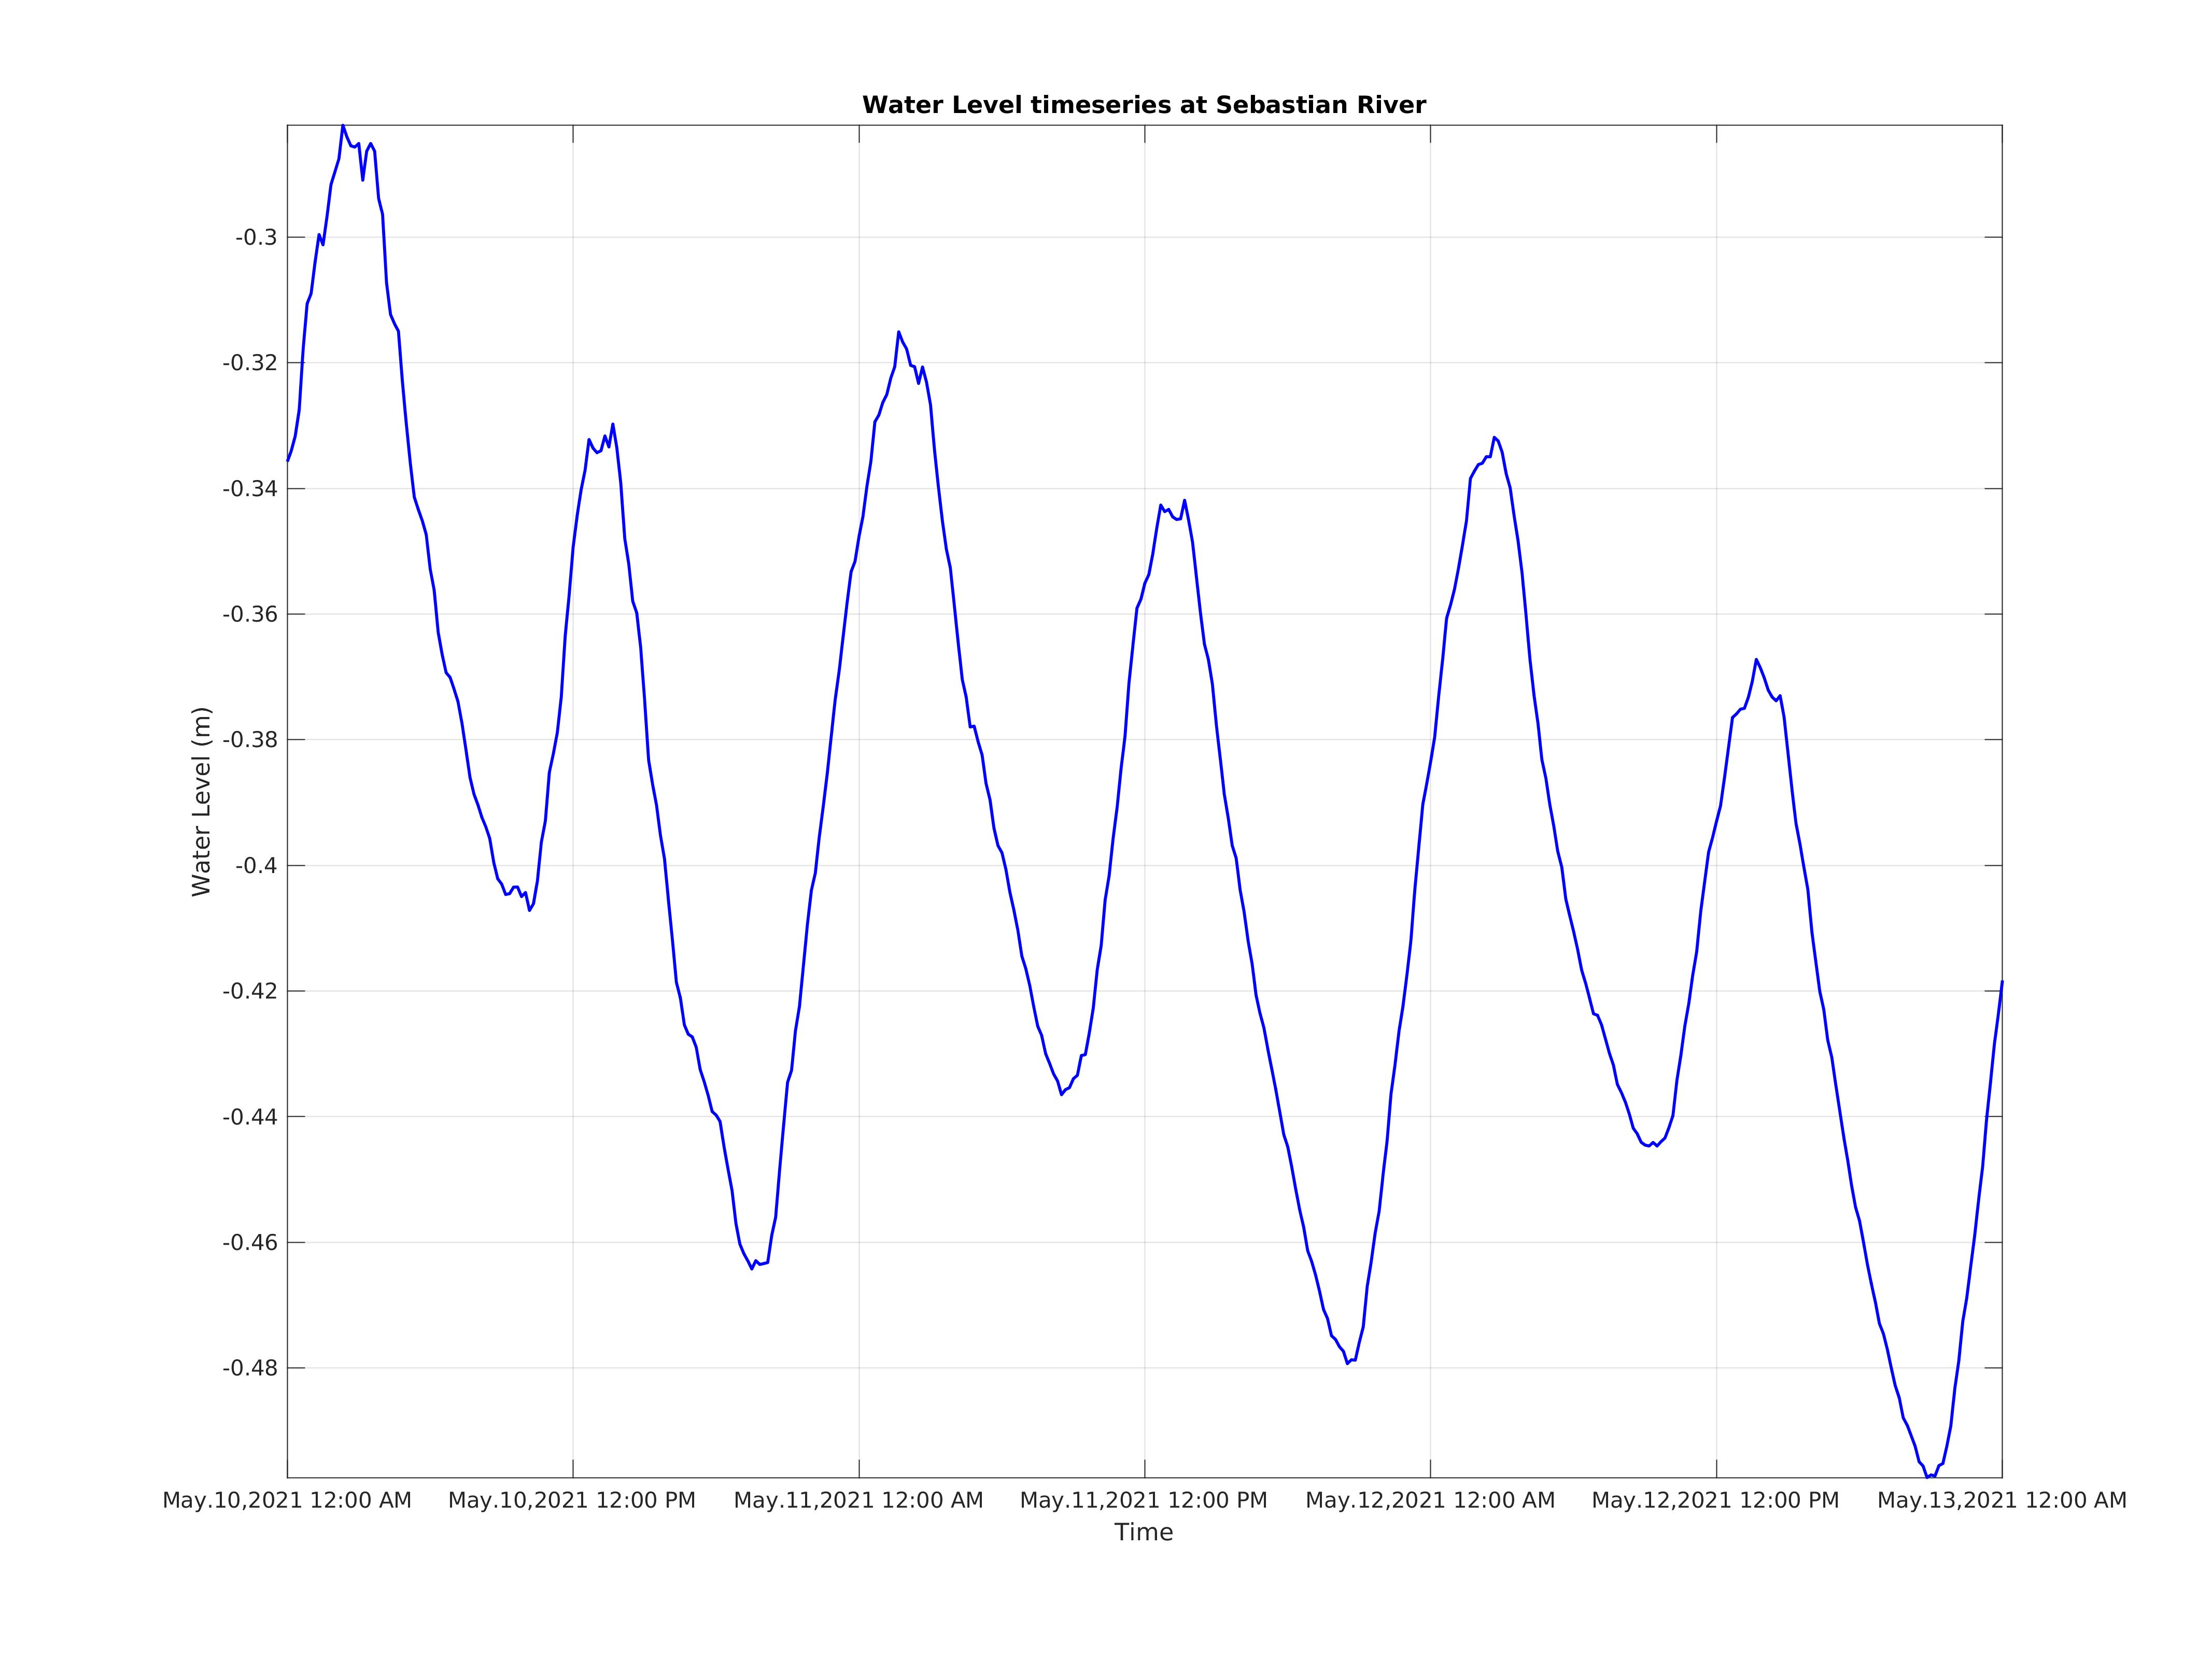 Water Level timeseries at Sebastian River
-0.3
-0.32
-0.34
-0.36
-0.38
-0.4
-0.42
-0.44
-0.46
-0.48
Water Level (m)
May.10,2021 12:00 AM May.10,2021 12:00 PM May.11,2021 12:00 AM May.11,2021 12:00 PM May.12,2021 12:00 AM May.12,2021 12:00 PM May.13,2021 12:00 AM
Time